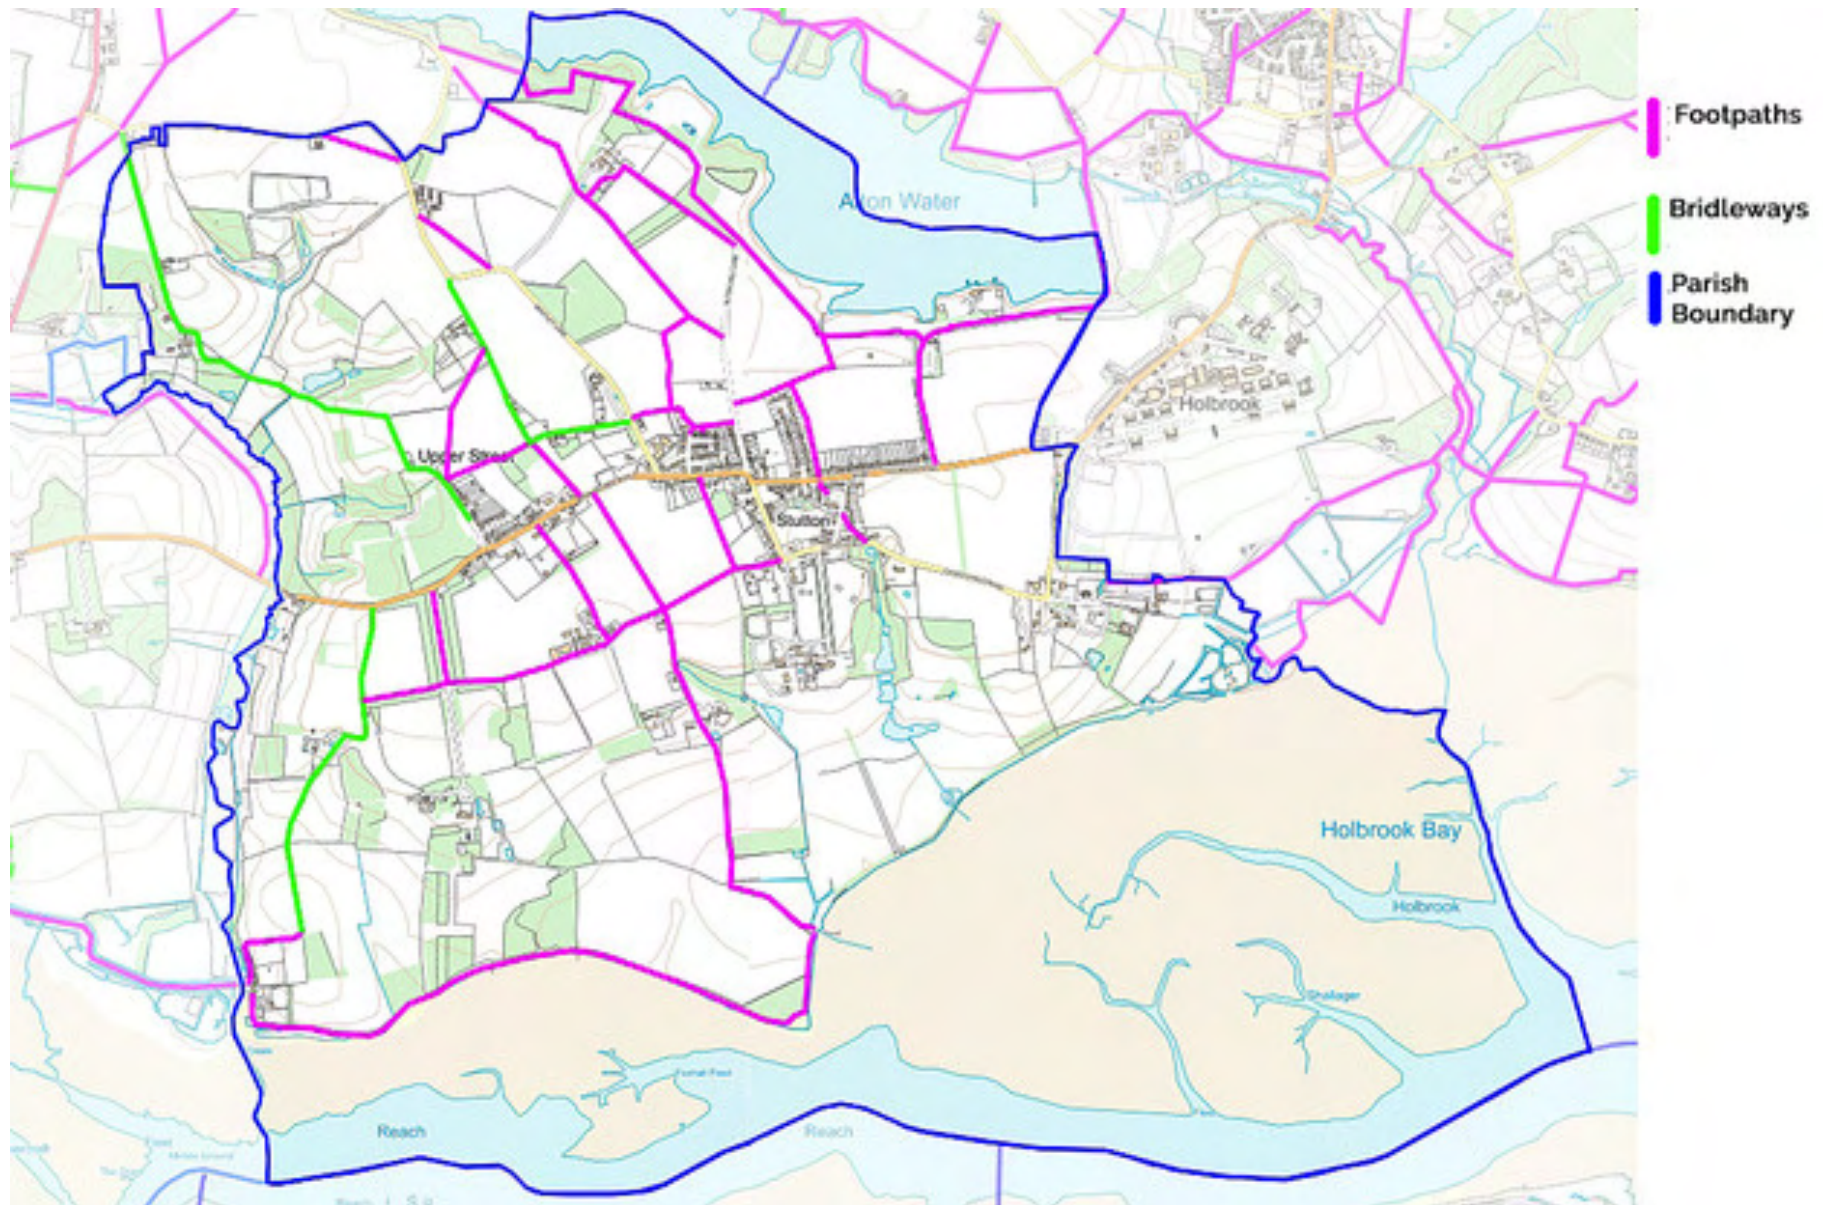 Footpaths
Bridleways
Parish
Boundary
Alton Water
Holbrook
Upper Street
Stutton
Holbrook Bay
Holbrook
Reach
Reach